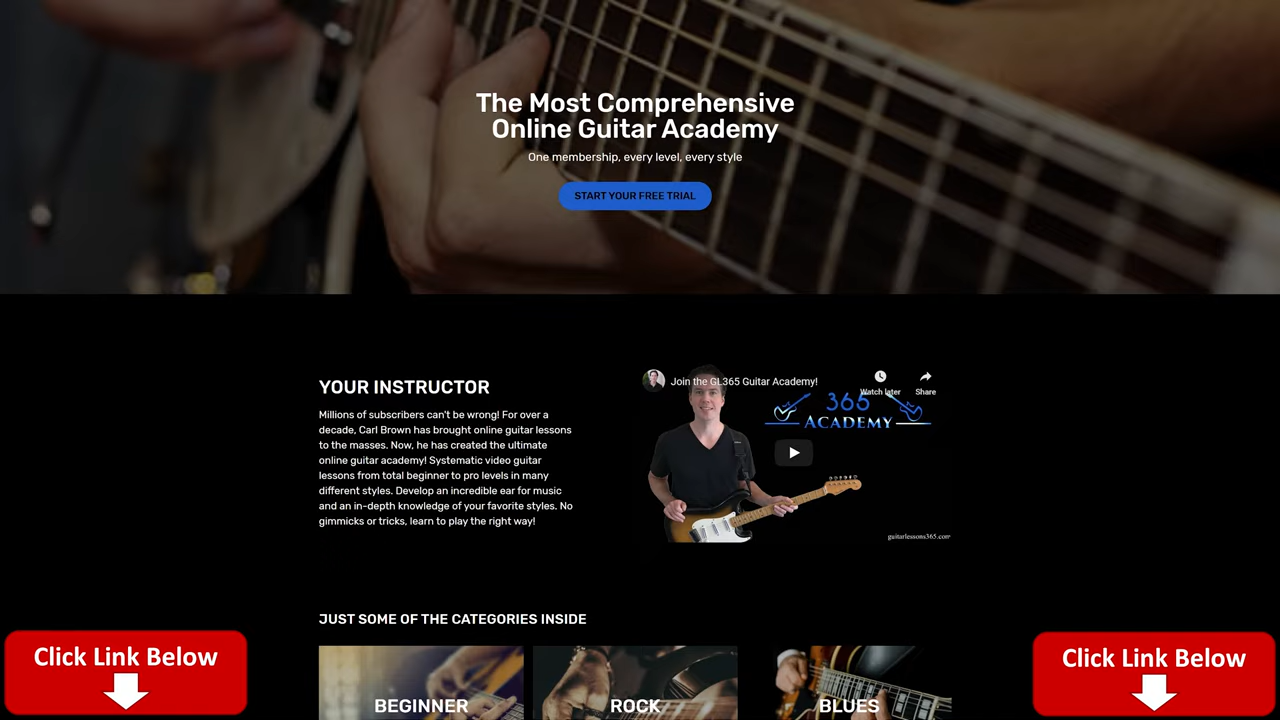 The Most Comprehensive
Online Guitar Academy
One membership, every level, every style
START YOUR FREE TRIAL
YOUR INSTRUCTOR
Millions of subscribers can't be wrong! For over a
decade, Carl Brown has brought online guitar lessons
to the masses. Now, he has created the ultimate
online guitar academy! Systematic video guitar
lessons from total beginner to pro levels in many
different styles. Develop an incredible ear for music
and an in-depth knowledge of your favorite styles. No
gimmicks or tricks, learn to play the right way!
Join the GL365 Guitar Academy!
Watch later
Share
365
ACADEMY
guitarlessons365.com
JUST SOME OF THE CATEGORIES INSIDE
BEGINNER
ROCK
BLUES
Click Link Below
Click Link Below